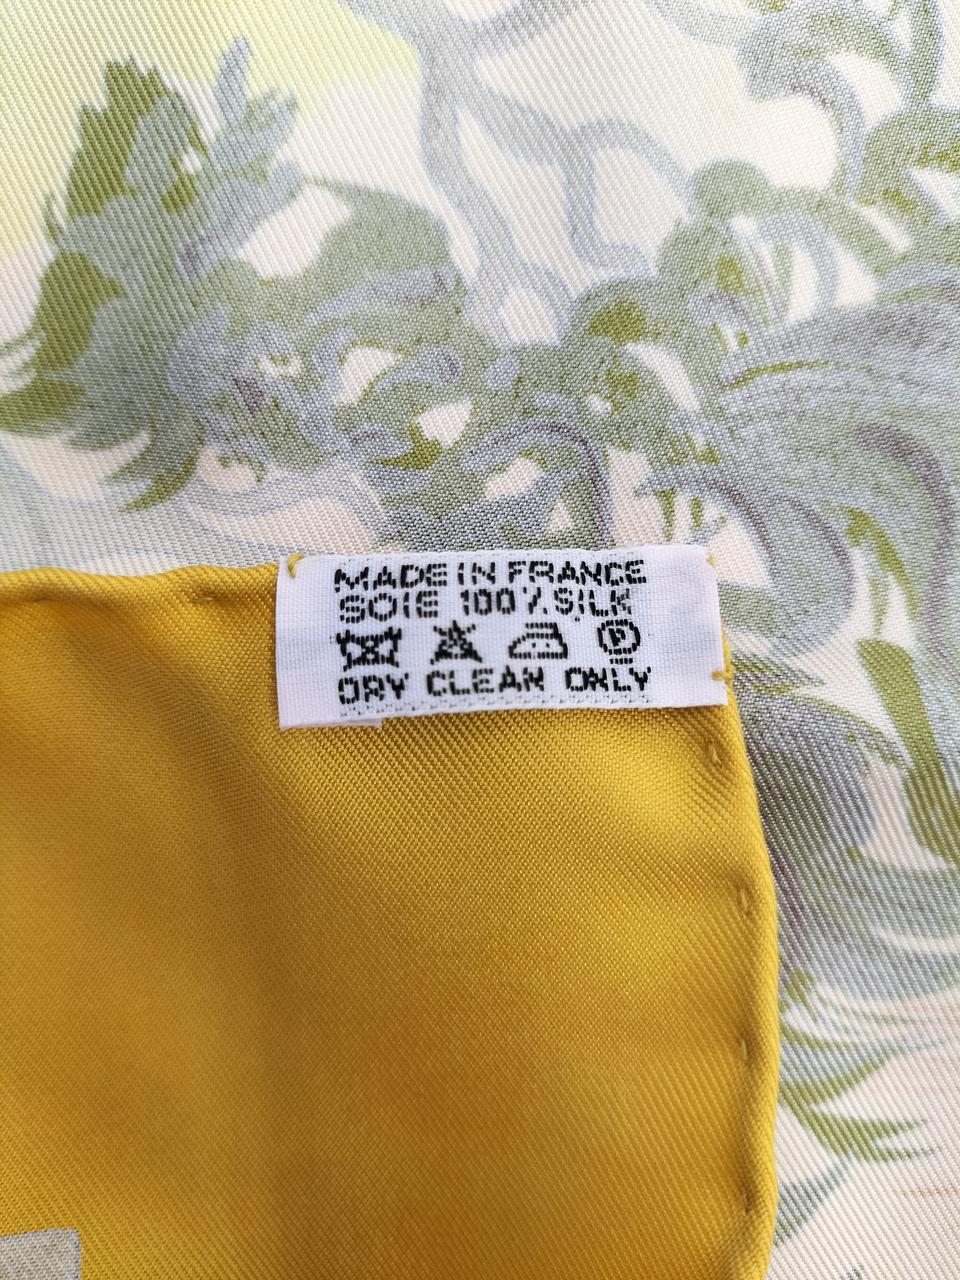 MADE IN FRANCE
SOIE 100% SILK
P
DRY CLEAN ONLY